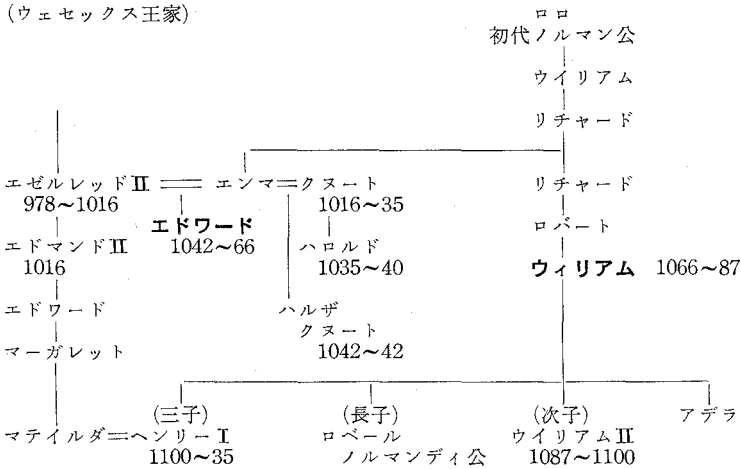 (ウェセックス王家)
ロロ
初代ノルマン公
ウイリアム
リチャード
エゼルレッドII エンマ クヌート リチャード
978~1016 1016~35
エドワード ロバート
エドマンドII 1042~66 ハロルド
1016 1035~40 ウィリアム 1066~87
エドワード ハルザ
クヌート
マーガレット 1042~42
(三子) (長子) (次子) アデラ
マテイルダ ヘンリーI ロベール ウイリアムII
1100~35 ノルマンディ公 1087~1100